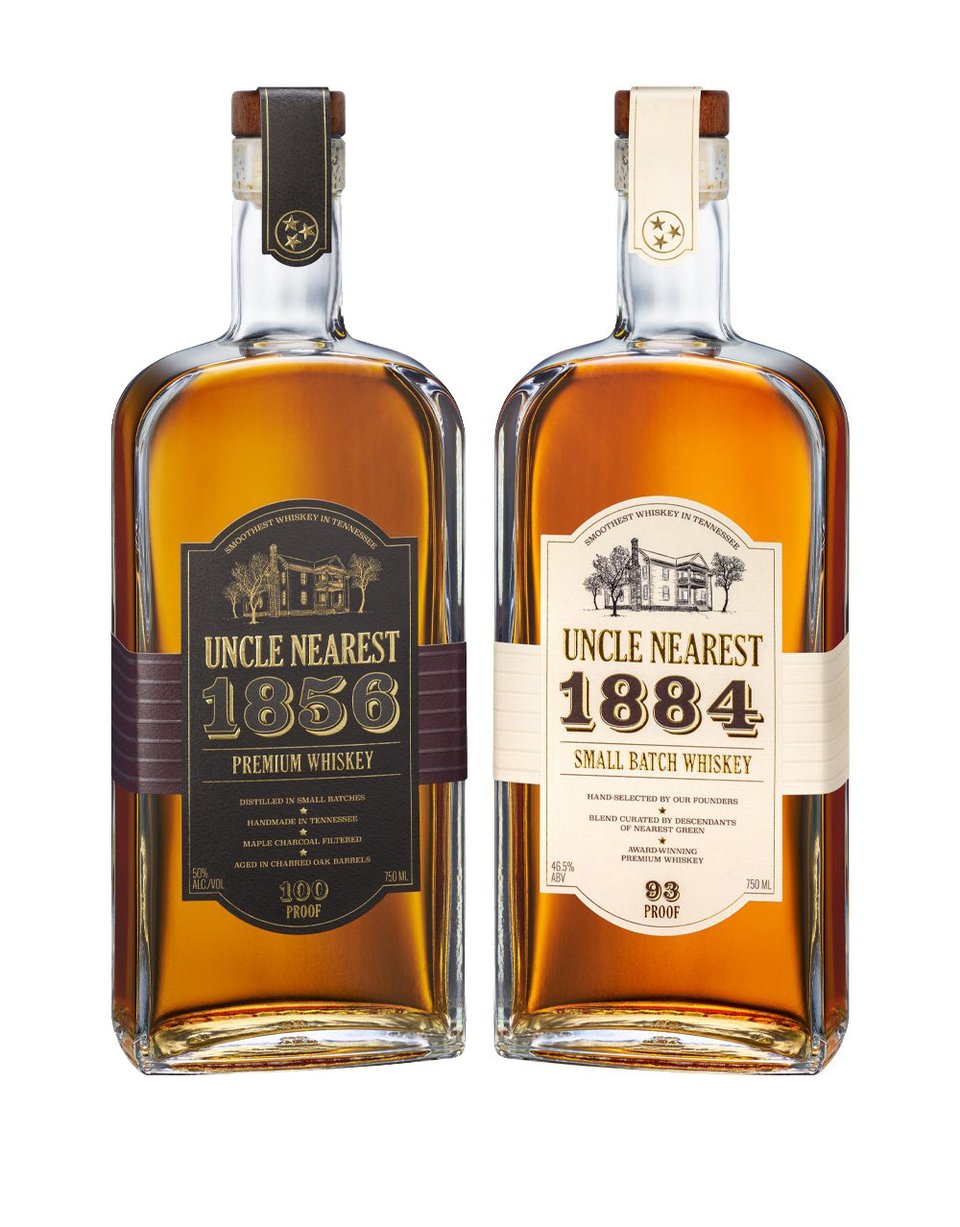 SMOOTHEST WHISKEY IN TENNESSEE
UNCLE NEAREST
1856
PREMIUM WHISKEY
DISTILLED IN SMALL BATCHES
HANDMADE IN TENNESSEE
MAPLE CHARCOAL FILTERED
AGED IN CHARRED OAK BARRELS
50%
ALC./VOL
750 ML
100
PROOF
SMOOTHEST WHISKEY IN TENNESSEE
UNCLE NEAREST
1884
SMALL BATCH WHISKEY
HAND-SELECTED BY OUR FOUNDERS
BLEND CURATED BY DESCENDANTS
OF NEAREST GREEN
AWARD-WINNING
PREMIUM WHISKEY
46.5%
ABV
750 ML
93
PROOF